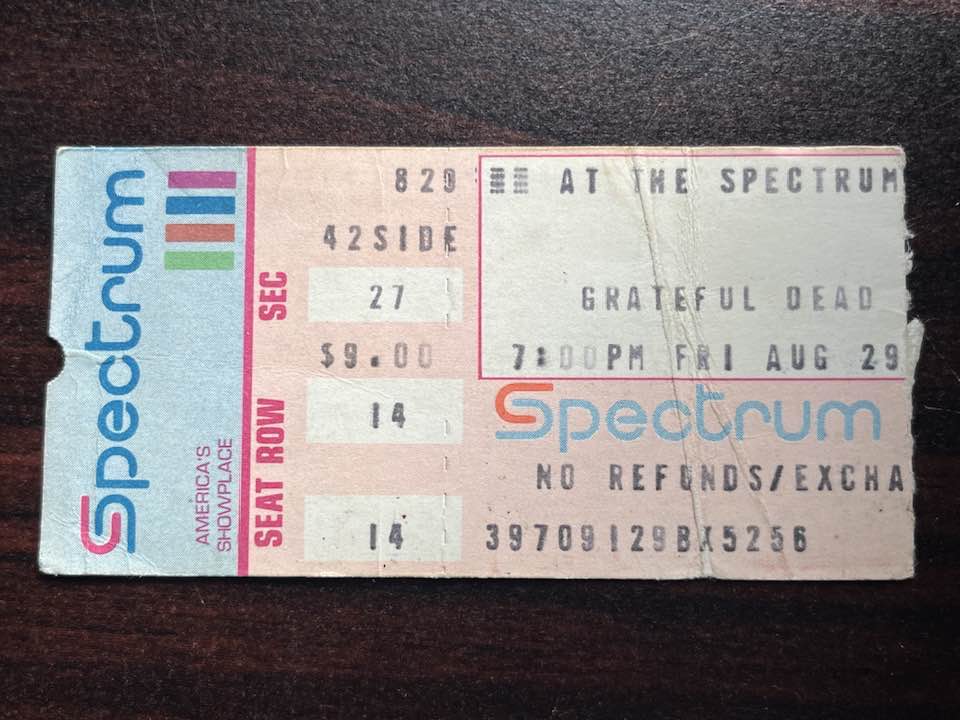 Spectrum
AMERICA'S
SHOWPLACE
829
42SIDE
SEC
27
$9.00
ROW
14
SEAT
14
AT THE SPECTRUM
GRATEFUL DEAD
7:00PM FRI AUG 29
Spectrum
NO REFUNDS/EXCHA
39709129BX5256